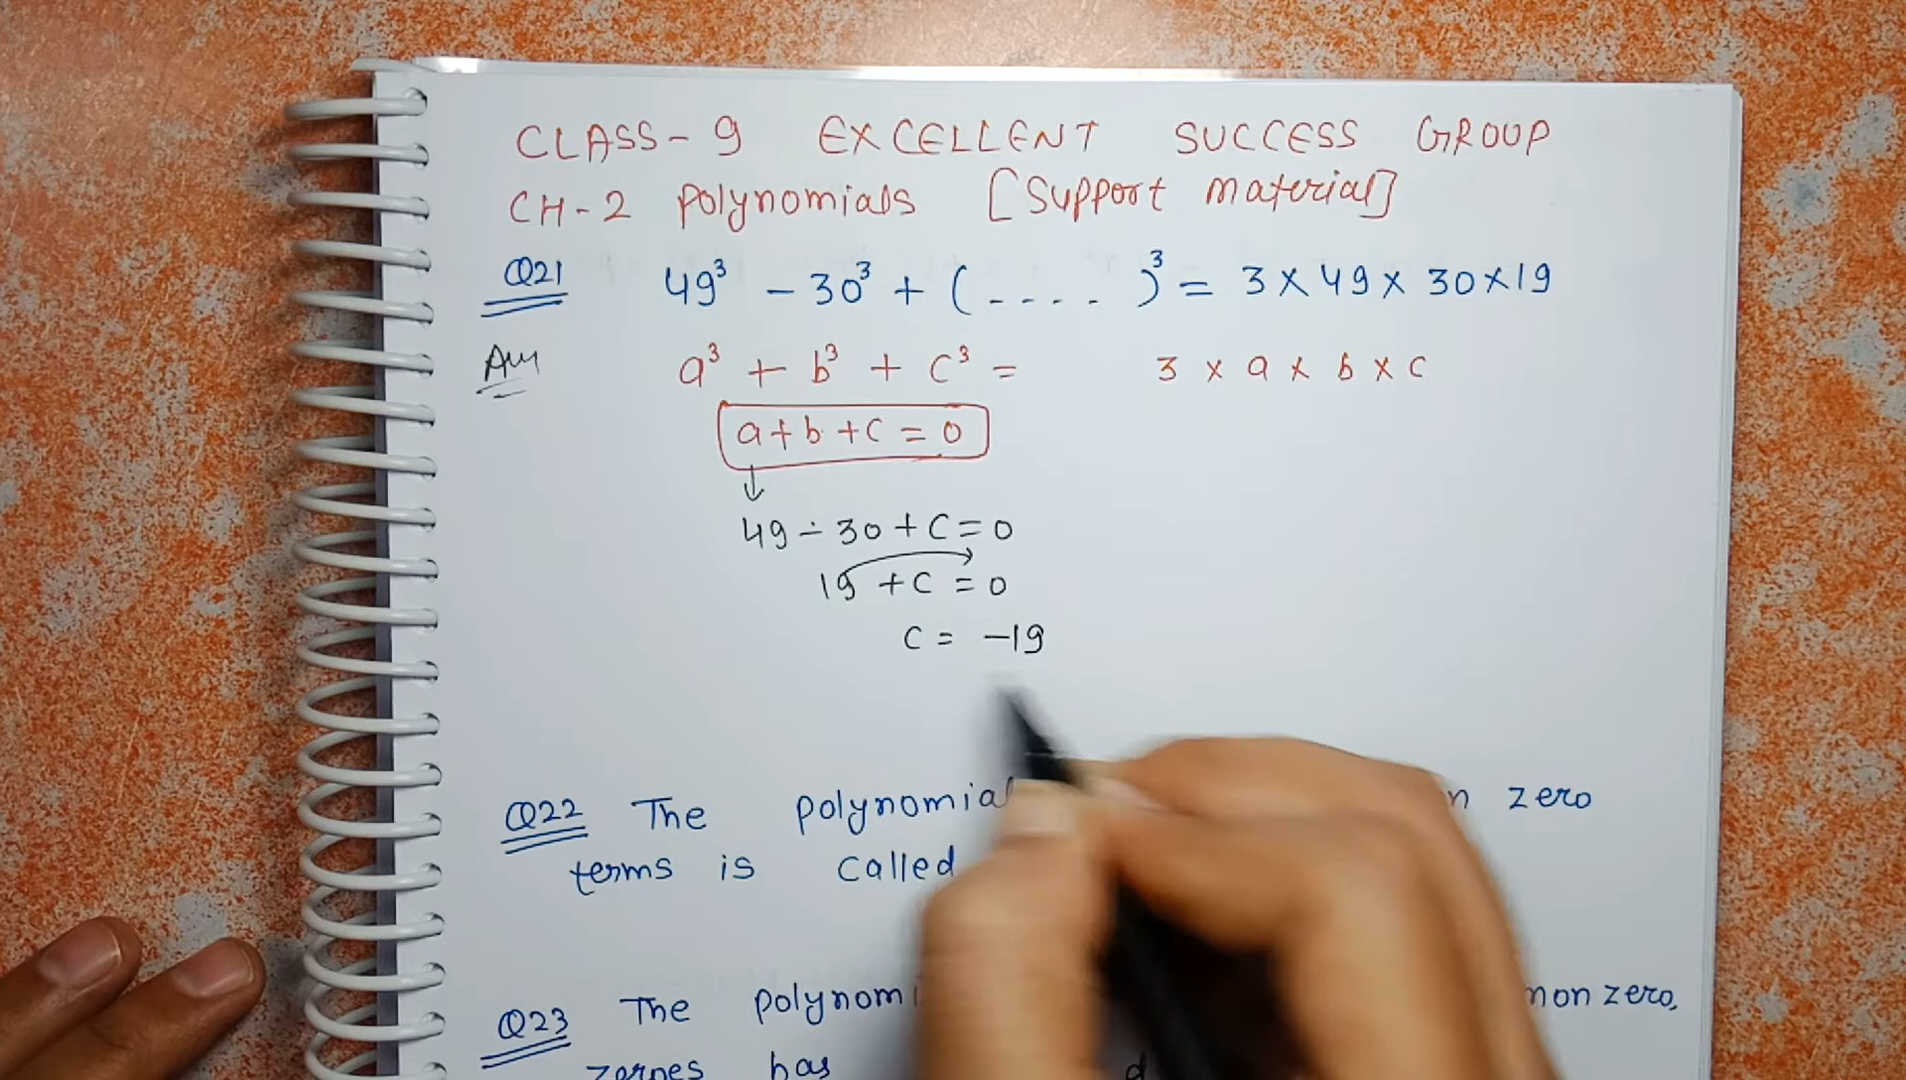 CLASS-9 EXCELLENT SUCCESS GROUP
CH-2 Polynomials [Support material]
Q21 49³ - 30³ + (- - - - )³ = 3×49×30×19
Ans a³ + b³ + c³ = 3 × a × b × c
a+b+c = 0
49-30+C=0
19 +C = 0
C = -19
Q22 The polynomial zero
terms is called
Q23 The polynom non zero,
has